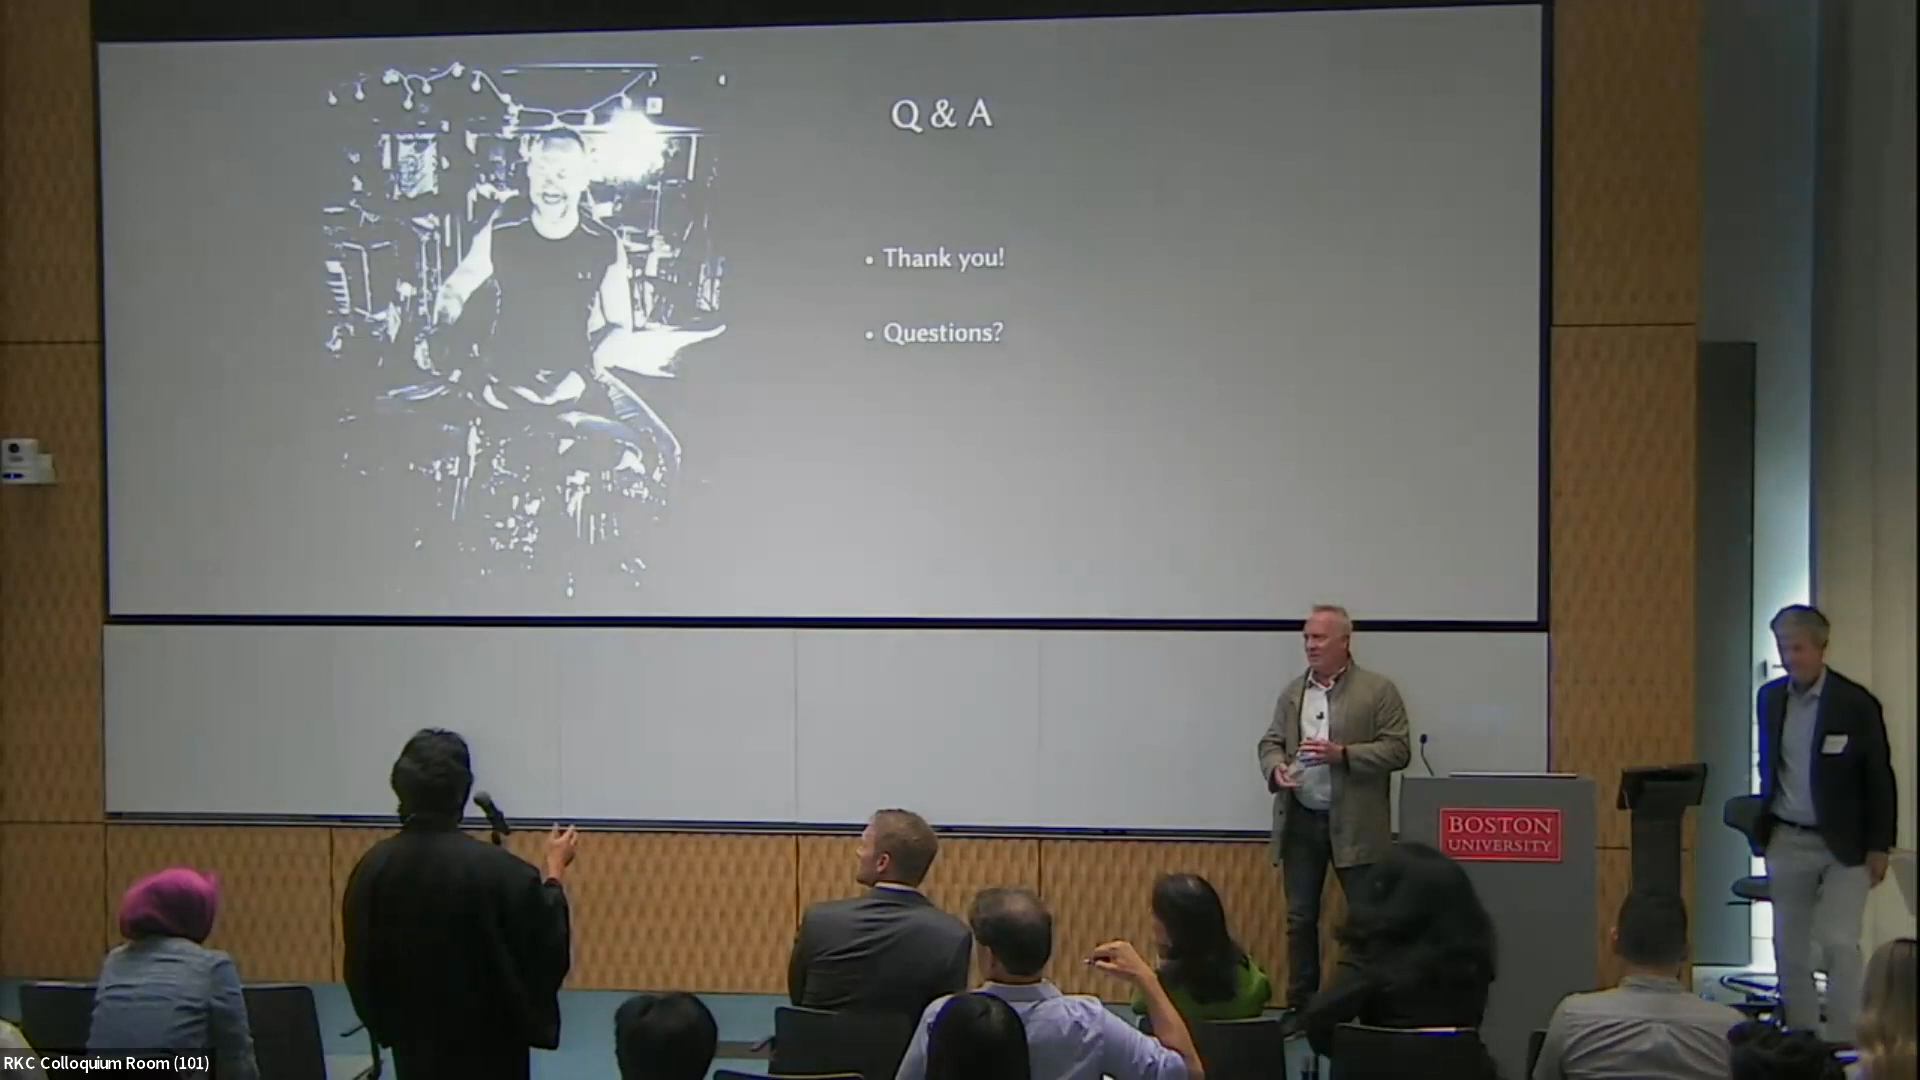 Q & A
• Thank you!
• Questions?
BOSTON
UNIVERSITY
RKC Colloquium Room (101)